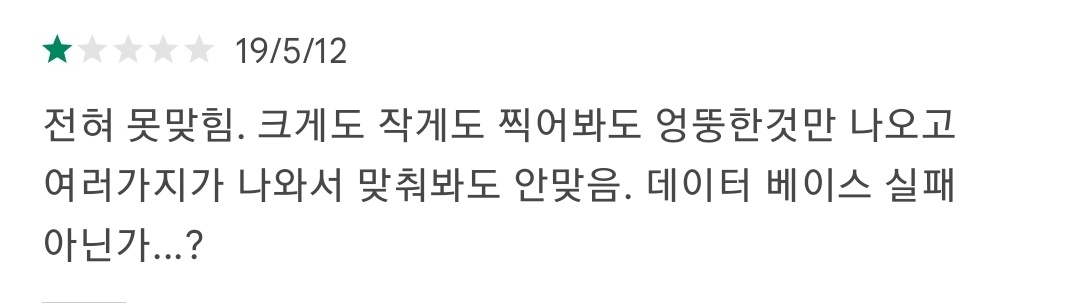 19/5/12
전혀 못맞힘. 크게도 작게도 찍어봐도 엉뚱한것만 나오고
여러가지가 나와서 맞춰봐도 안맞음. 데이터 베이스 실패
아닌가...?